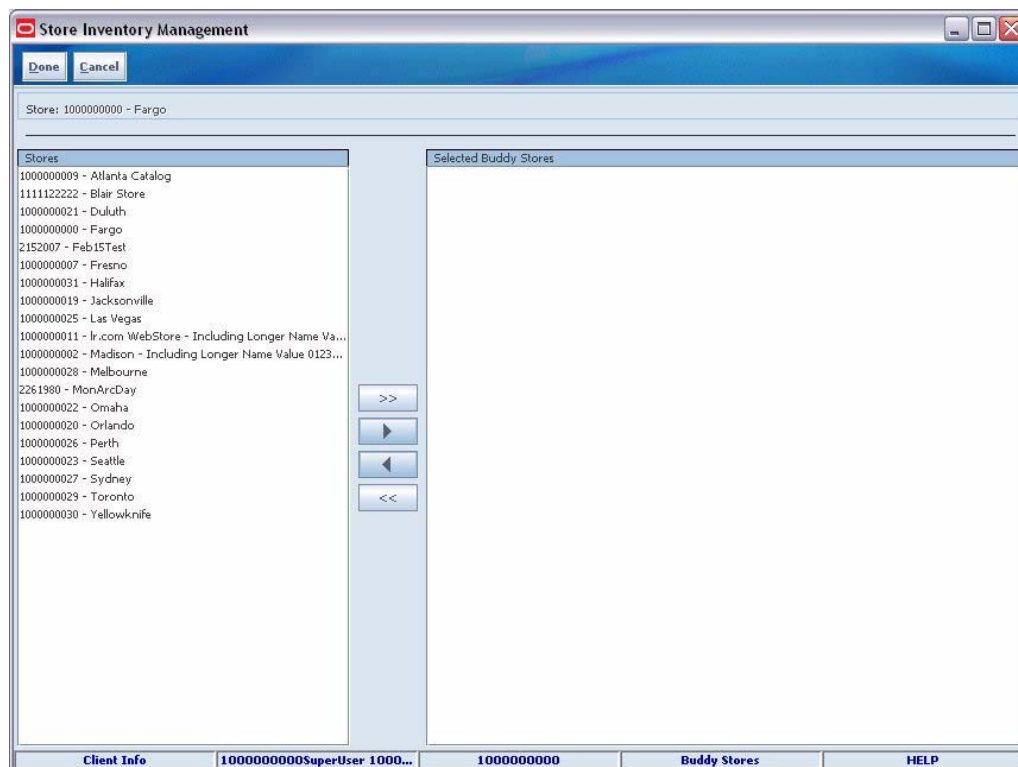 Store Inventory Management
Done Cancel
Store: 1000000000 - Fargo
Stores
1000000009 - Atlanta Catalog
1111122222 - Blair Store
1000000021 - Duluth
1000000000 - Fargo
2152007 - Feb15Test
1000000007 - Fresno
1000000031 - Halifax
1000000019 - Jacksonville
1000000025 - Las Vegas
1000000011 - lr.com WebStore - Including Longer Name Va...
1000000002 - Madison - Including Longer Name Value 0123...
1000000028 - Melbourne
2261980 - MonArcDay
1000000022 - Omaha
1000000020 - Orlando
1000000026 - Perth
1000000023 - Seattle
1000000027 - Sydney
1000000029 - Toronto
1000000030 - Yellowknife
>>
<<
Selected Buddy Stores
Client Info 1000000000SuperUser 1000... 1000000000 Buddy Stores HELP